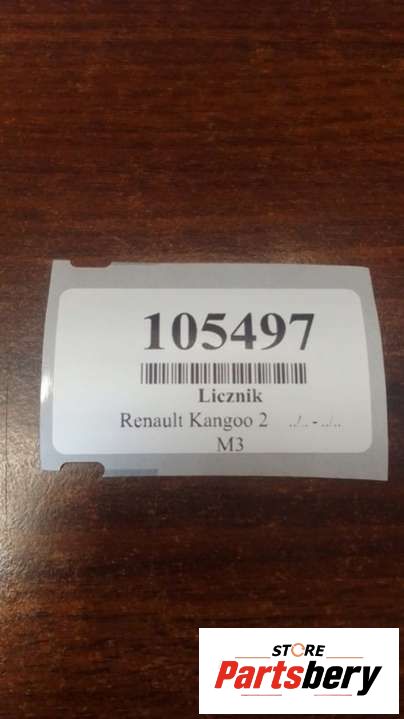 105497
Licznik
Renault Kangoo 2 ../.. - ../..
M3
STORE
Partsbery